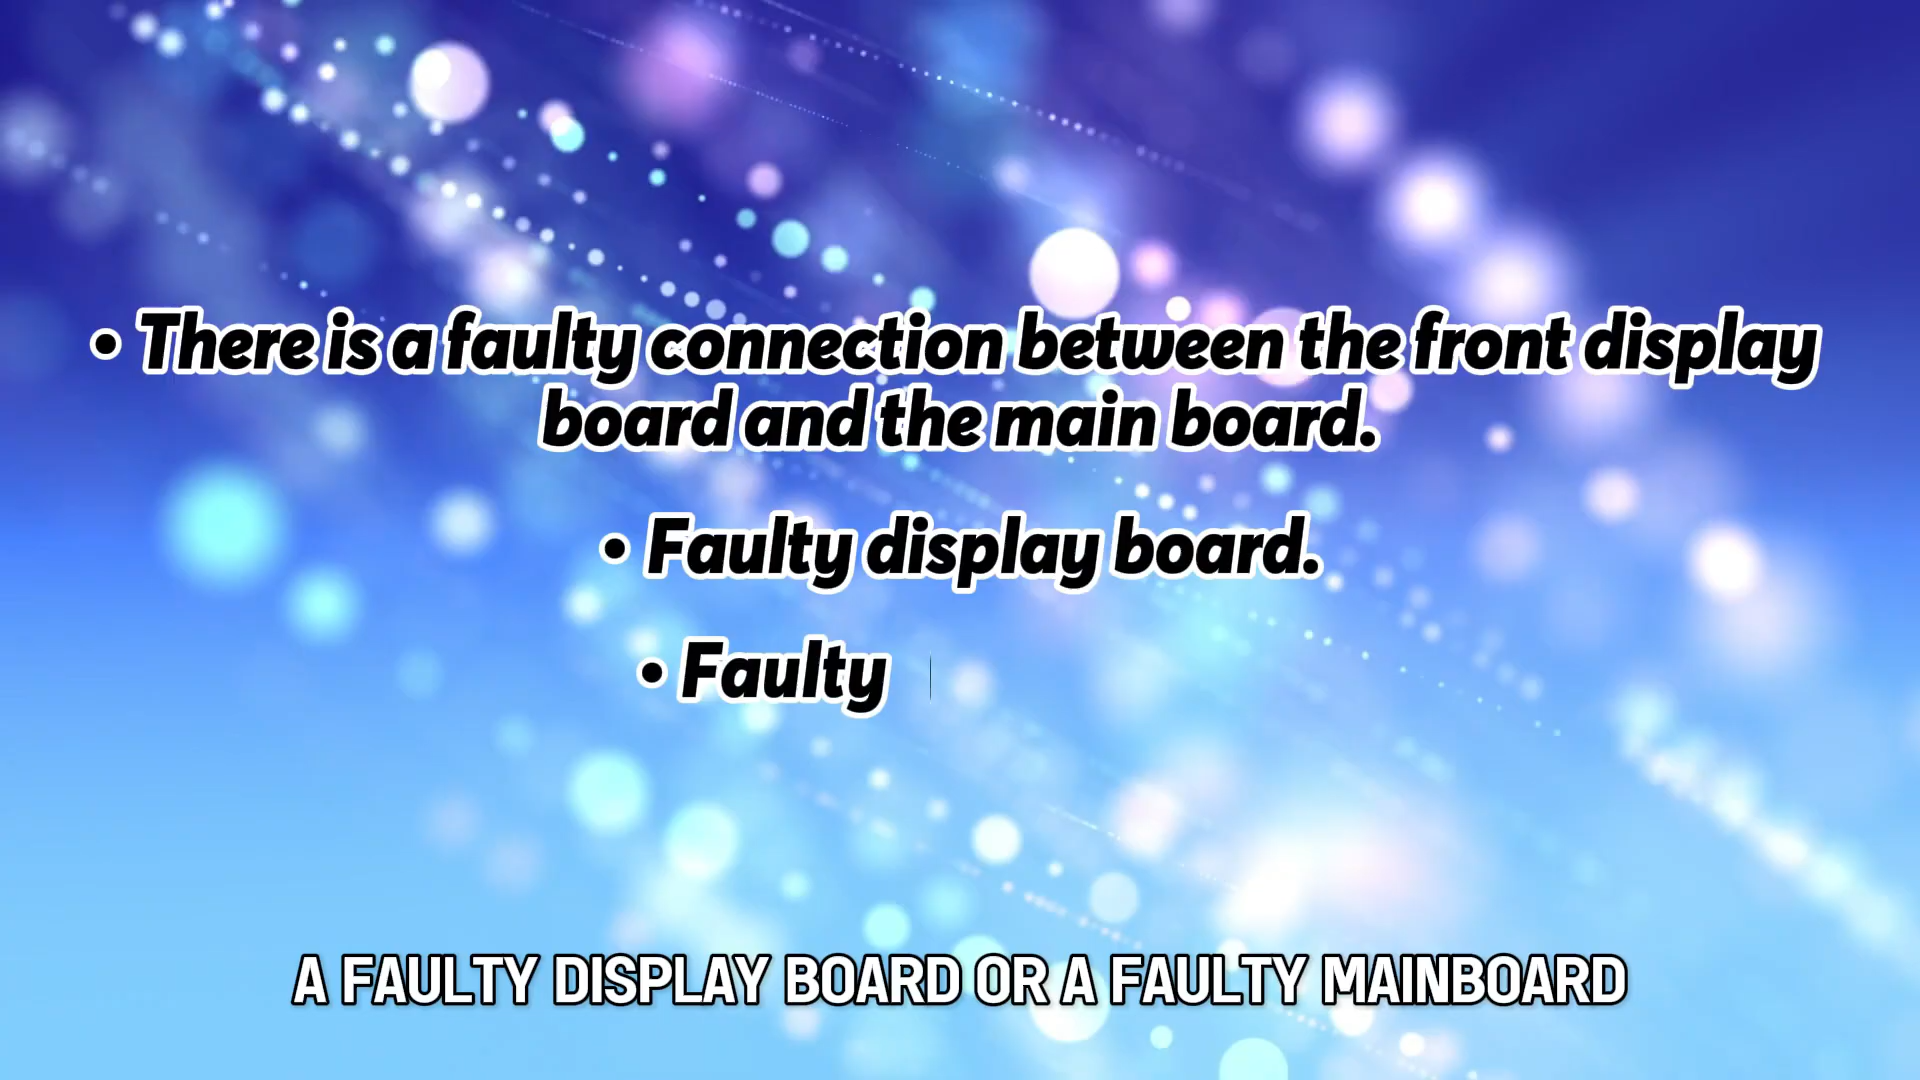 • There is a faulty connection between the front display
board and the main board.
• Faulty display board.
• Faulty
A FAULTY DISPLAY BOARD OR A FAULTY MAINBOARD